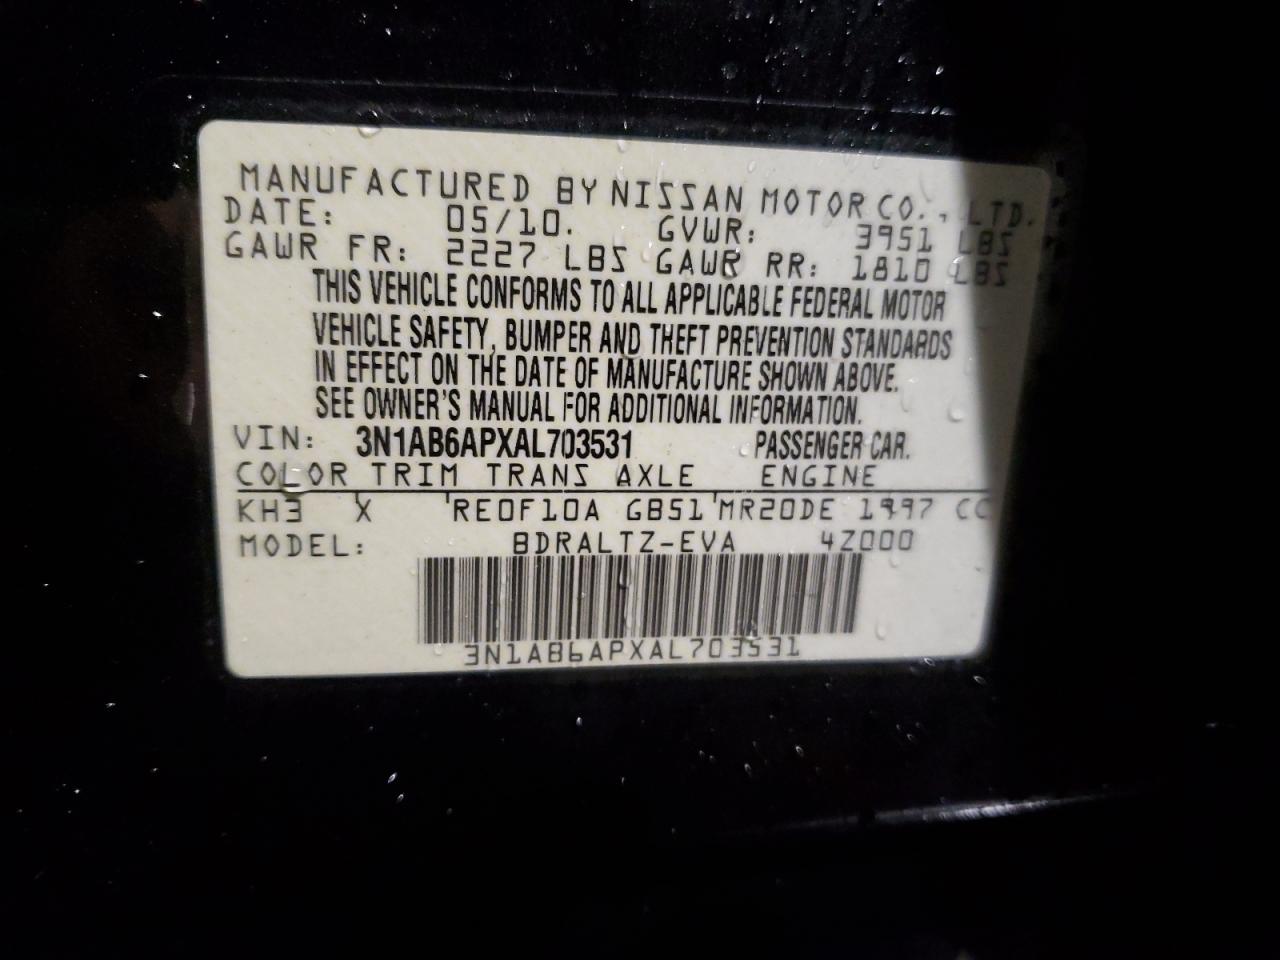 MANUFACTURED BY NISSAN MOTOR CO., LTD.
DATE: 05/10. GVWR: 3951 LBS
GAWR FR: 2227 LBS GAWR RR: 1810 LBS
THIS VEHICLE CONFORMS TO ALL APPLICABLE FEDERAL MOTOR
VEHICLE SAFETY, BUMPER AND THEFT PREVENTION STANDARDS
IN EFFECT ON THE DATE OF MANUFACTURE SHOWN ABOVE.
SEE OWNER'S MANUAL FOR ADDITIONAL INFORMATION.
VIN: 3N1AB6APXAL703531 PASSENGER CAR.
COLOR TRIM TRANS AXLE ENGINE
KH3 X RE0F10A GB51 MR20DE 1997 CC
MODEL: BDRALTZ-EVA 4Z000
3N1AB6APXAL703531